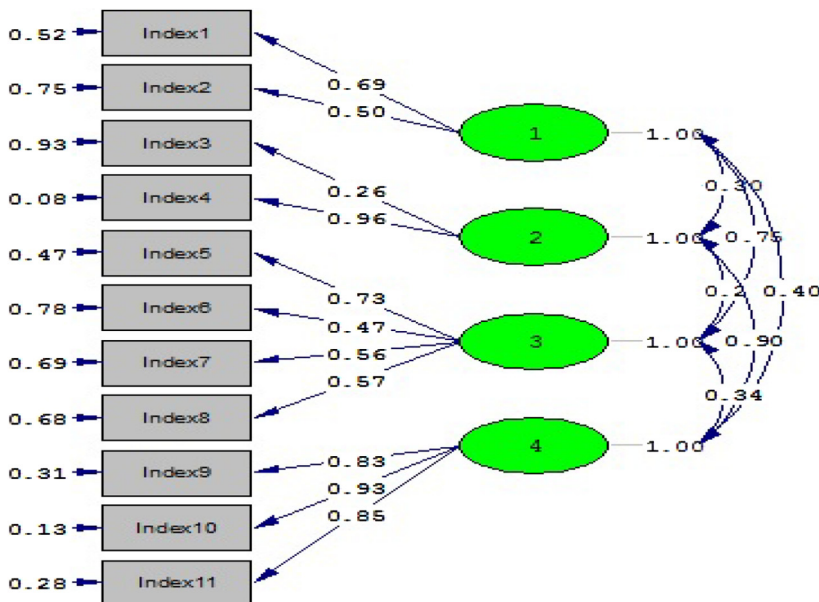 0.52 Index1
0.75 Index2
0.93 Index3
0.08 Index4
0.47 Index5
0.78 Index6
0.69 Index7
0.68 Index8
0.31 Index9
0.13 Index10
0.28 Index11
0.69
0.50
0.26
0.96
0.73
0.47
0.56
0.57
0.83
0.93
0.85
1 1.00
2 1.00
3 1.00
4 1.00
0.30
0.75
0.2
0.40
0.90
0.34